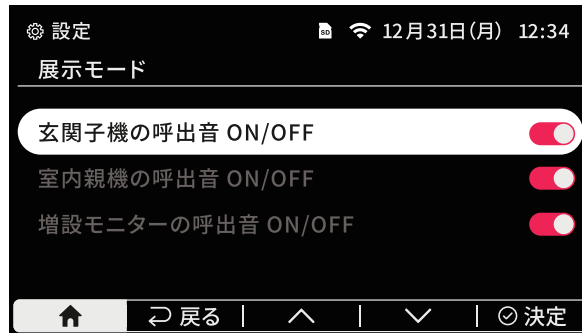 設定 SD 12月31日(月) 12:34
展示モード
玄関子機の呼出音 ON/OFF
室内親機の呼出音 ON/OFF
増設モニターの呼出音 ON/OFF
戻る 決定